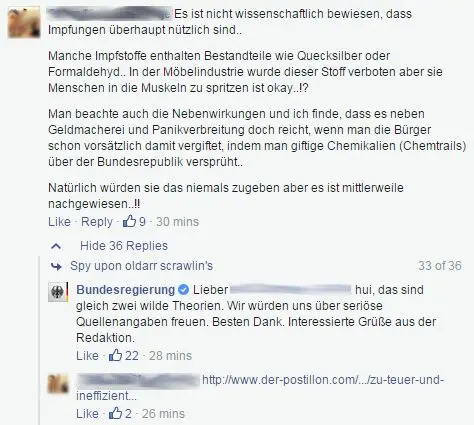 Es ist nicht wissenschaftlich bewiesen, dass
Impfungen überhaupt nützlich sind..
Manche Impfstoffe enthalten Bestandteile wie Quecksilber oder
Formaldehyd.. In der Möbelindustrie wurde dieser Stoff verboten aber sie
Menschen in die Muskeln zu spritzen ist okay..!?
Man beachte auch die Nebenwirkungen und ich finde, dass es neben
Geldmacherei und Panikverbreitung doch reicht, wenn man die Bürger
schon vorsätzlich damit vergiftet, indem man giftige Chemikalien (Chemtrails)
über der Bundesrepublik versprüht..
Natürlich würden sie das niemals zugeben aber es ist mittlerweile
nachgewiesen..!!
Like · Reply · 9 · 30 mins
Hide 36 Replies
Spy upon oldarr scrawlin's 33 of 36
Bundesregierung Lieber hui, das sind
gleich zwei wilde Theorien. Wir würden uns über seriöse
Quellenangaben freuen. Besten Dank. Interessierte Grüße aus der
Redaktion.
Like · 22 · 28 mins
http://www.der-postillon.com/.../zu-teuer-und-
ineffizient...
Like · 2 · 26 mins